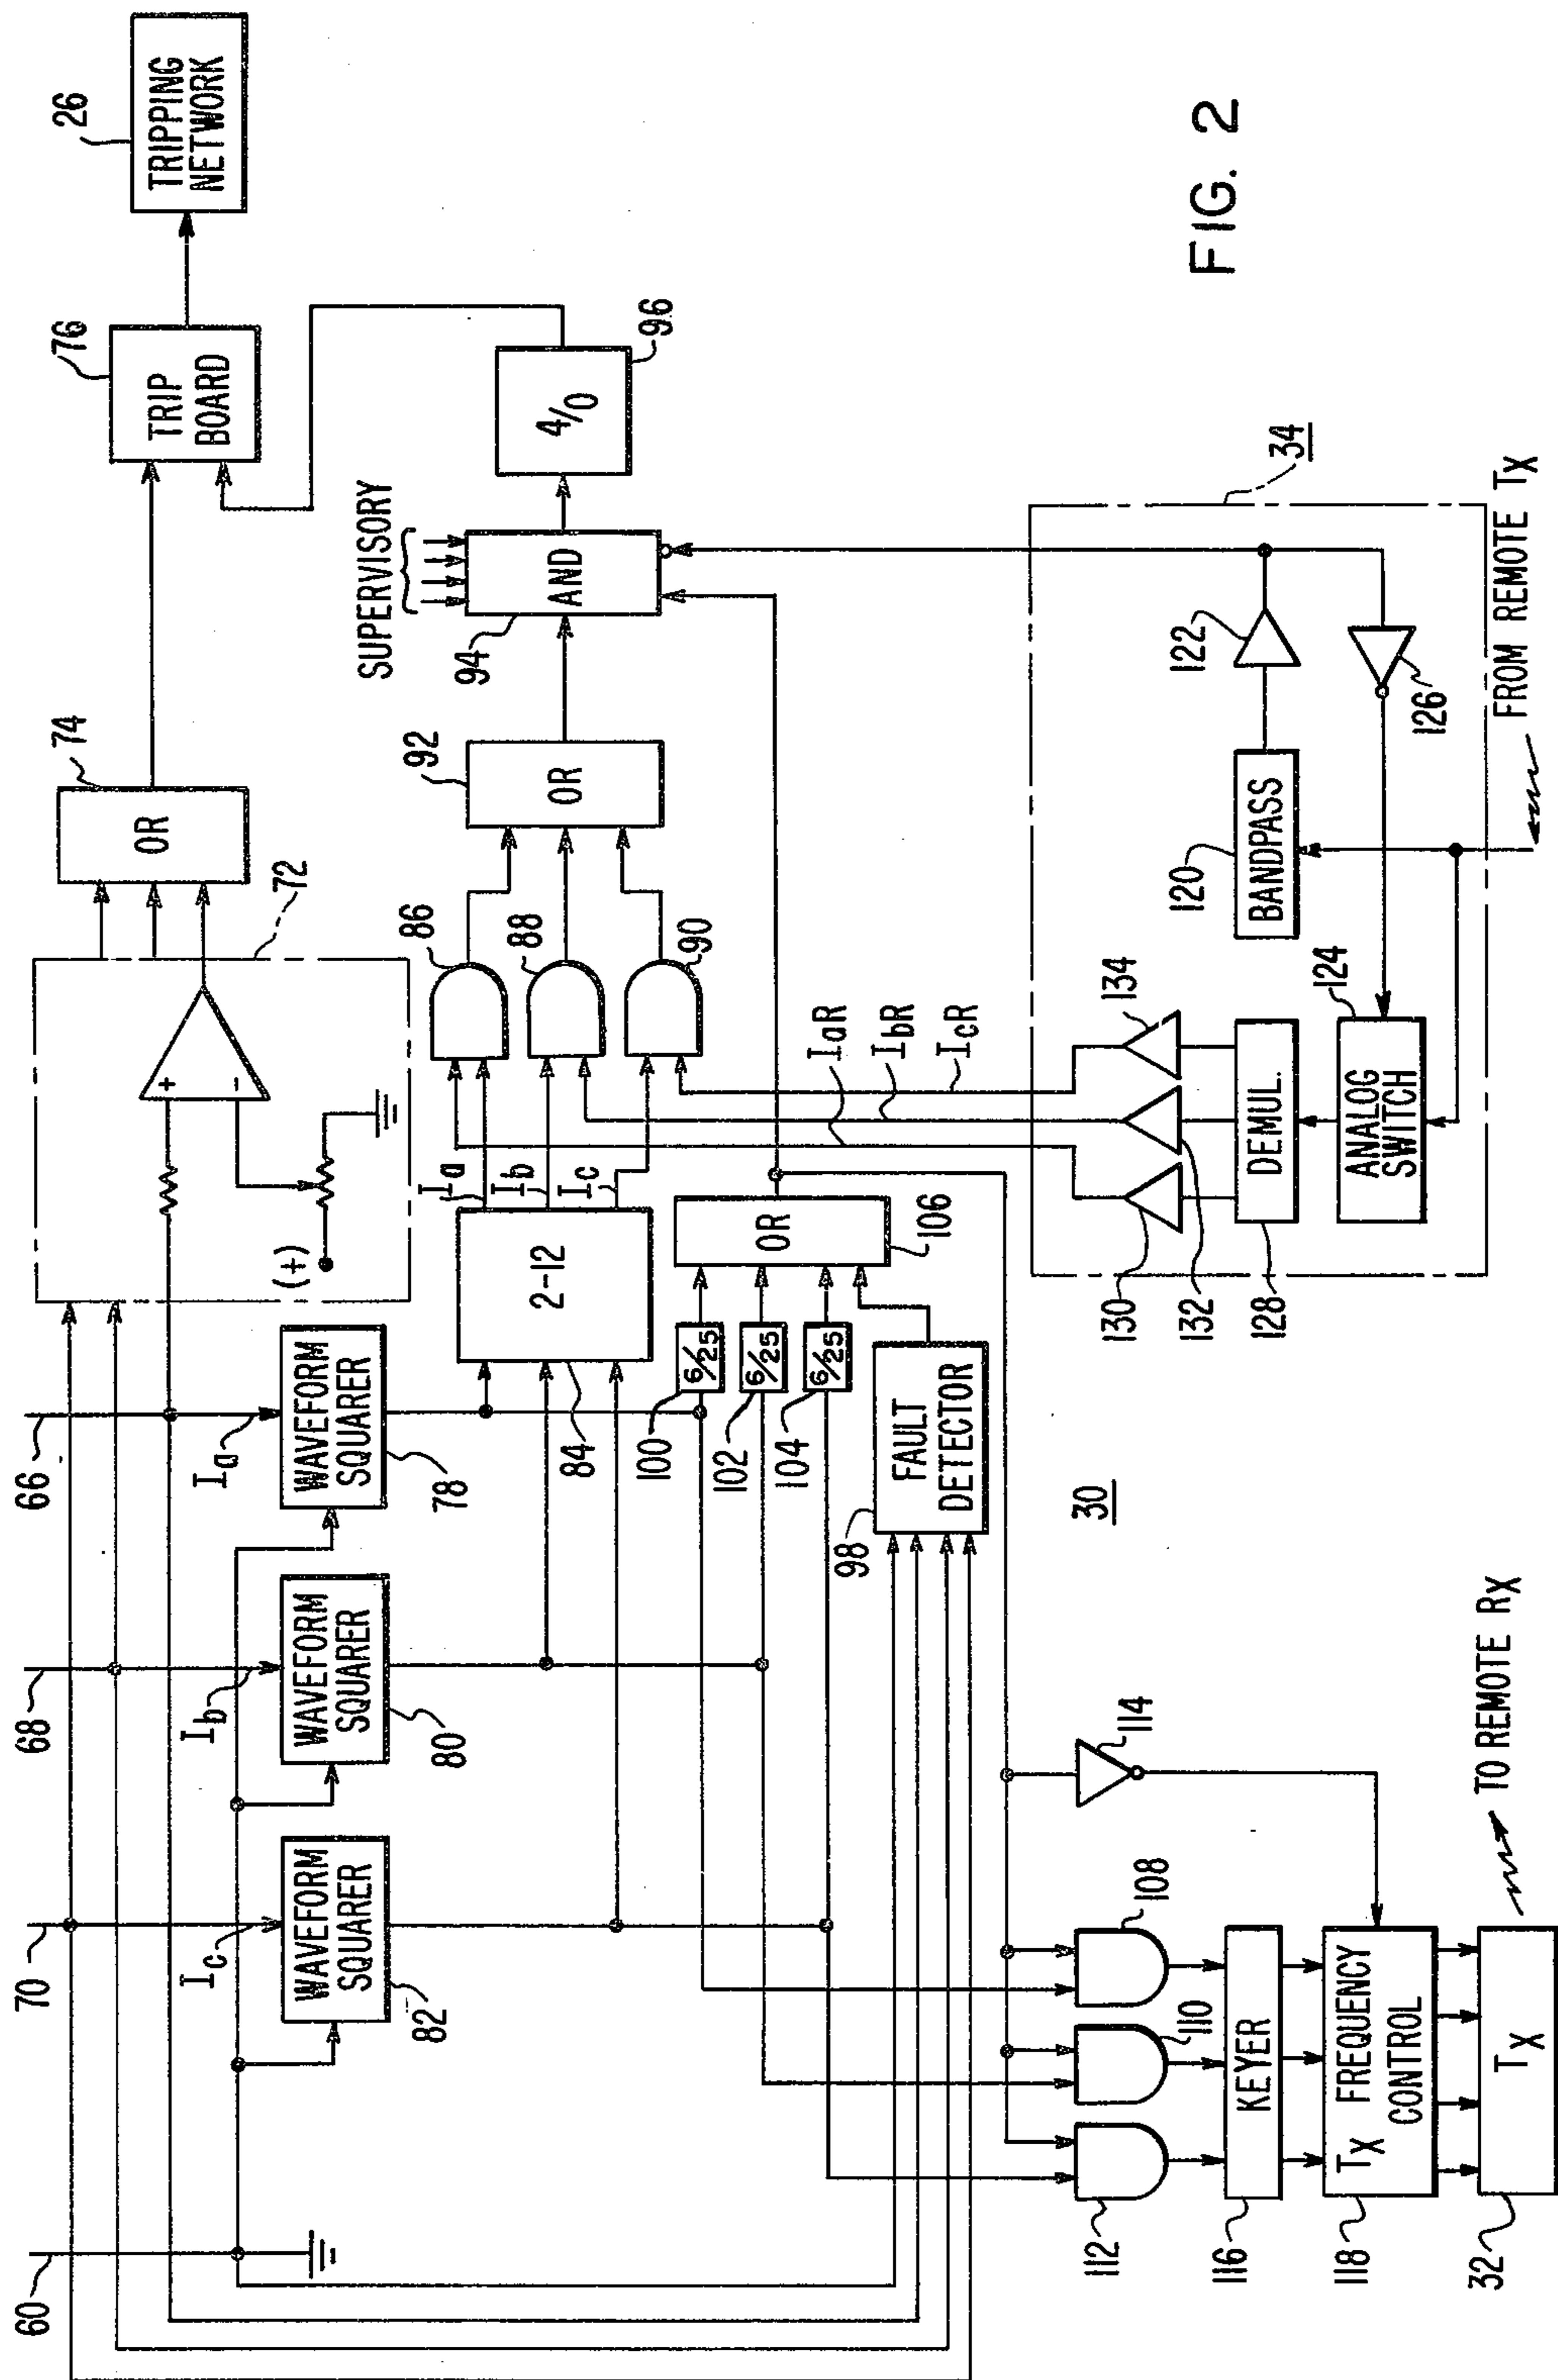 26
TRIPPING
NETWORK
76
TRIP
BOARD
96
4/0
SUPERVISORY
AND
94
74
OR
92
OR
72
+
-
(+)
86
88
90
IaR
IbR
IcR
Ia
Ib
Ic
2-12
84
OR
106
6/25
6/25
6/25
100
102
104
FAULT
DETECTOR
98
66
68
70
60
Ia
Ib
Ic
WAVEFORM
SQUARER
78
WAVEFORM
SQUARER
80
WAVEFORM
SQUARER
82
34
122
126
120
BANDPASS
124
ANALOG
SWITCH
134
DEMUL.
130
132
128
FROM REMOTE TX
30
114
108
110
112
KEYER
116
TX FREQUENCY
CONTROL
118
TX
32
TO REMOTE RX
FIG. 2